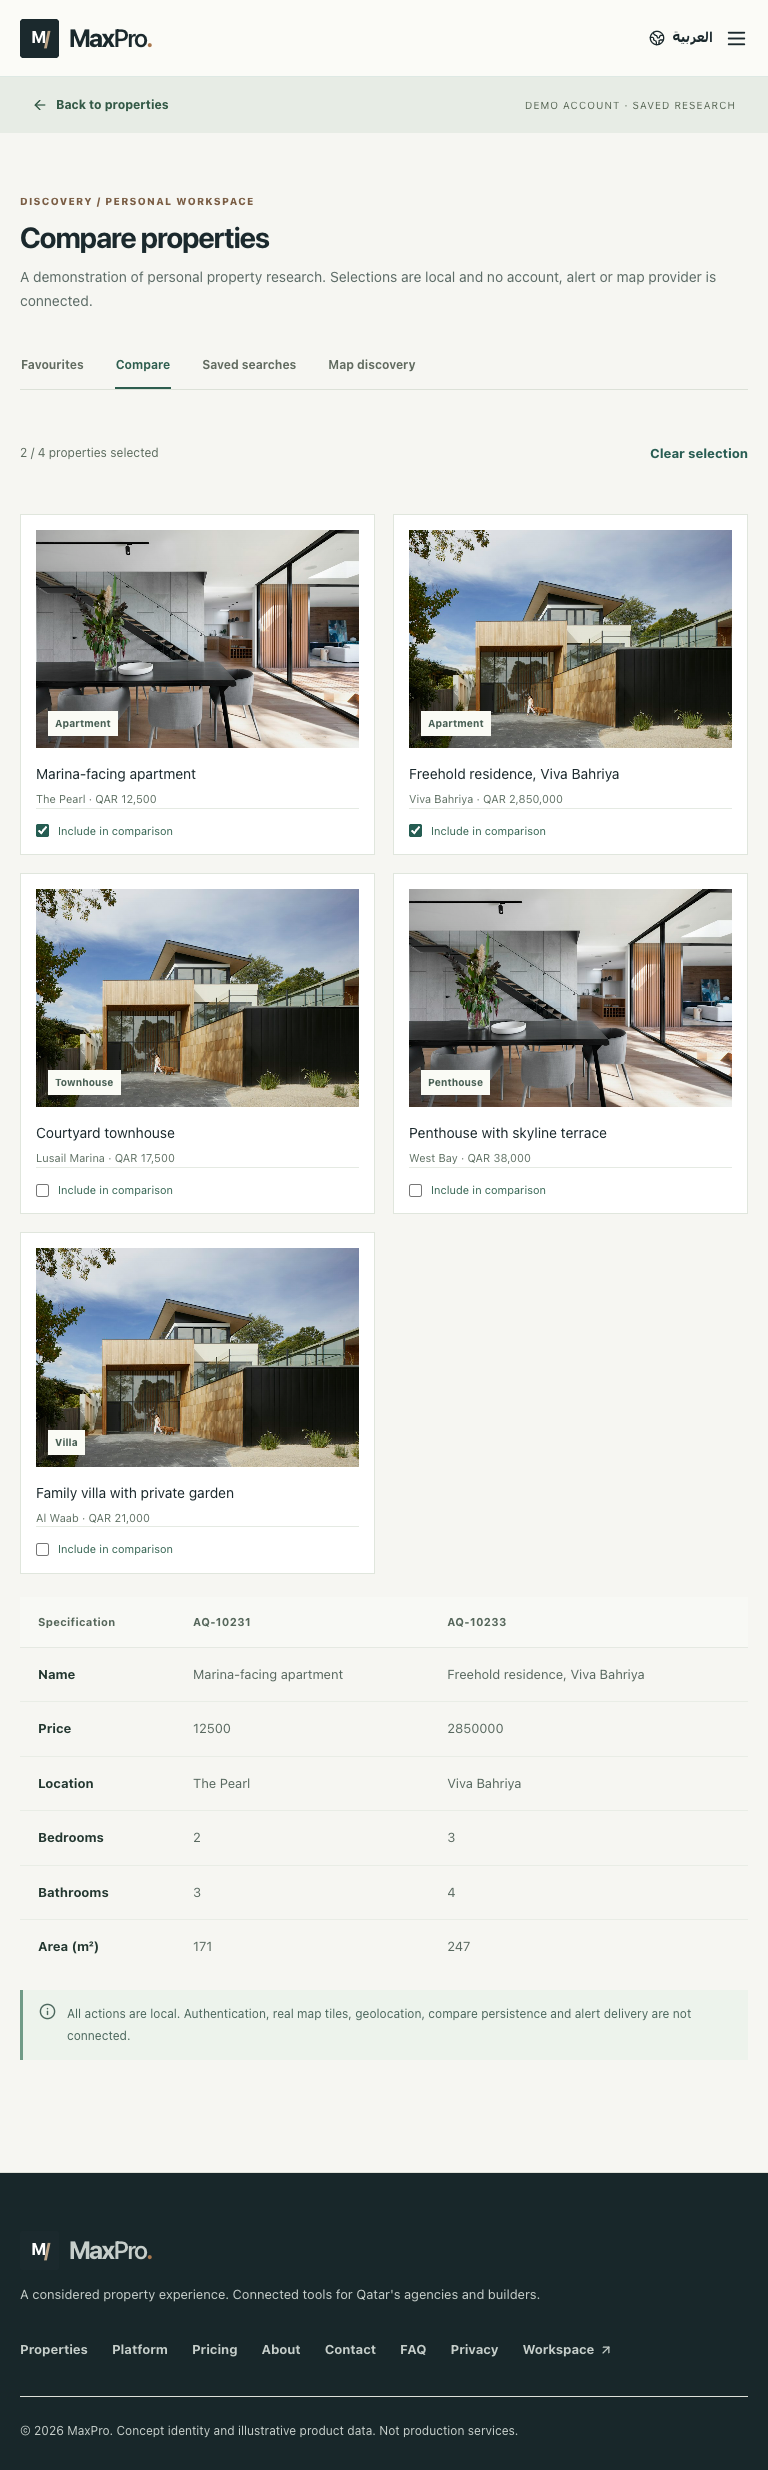 M/ MaxPro.
العربية
Back to properties
DEMO ACCOUNT · SAVED RESEARCH
DISCOVERY / PERSONAL WORKSPACE
Compare properties
A demonstration of personal property research. Selections are local and no account, alert or map provider is
connected.
Favourites Compare Saved searches Map discovery
2 / 4 properties selected
Clear selection
Apartment
Marina-facing apartment
The Pearl · QAR 12,500
Include in comparison
Apartment
Freehold residence, Viva Bahriya
Viva Bahriya · QAR 2,850,000
Include in comparison
Townhouse
Courtyard townhouse
Lusail Marina · QAR 17,500
Include in comparison
Penthouse
Penthouse with skyline terrace
West Bay · QAR 38,000
Include in comparison
Villa
Family villa with private garden
Al Waab · QAR 21,000
Include in comparison
Specification AQ-10231 AQ-10233
Name Marina-facing apartment Freehold residence, Viva Bahriya
Price 12500 2850000
Location The Pearl Viva Bahriya
Bedrooms 2 3
Bathrooms 3 4
Area (m²) 171 247
All actions are local. Authentication, real map tiles, geolocation, compare persistence and alert delivery are not
connected.
M/ MaxPro.
A considered property experience. Connected tools for Qatar's agencies and builders.
Properties Platform Pricing About Contact FAQ Privacy Workspace
© 2026 MaxPro. Concept identity and illustrative product data. Not production services.